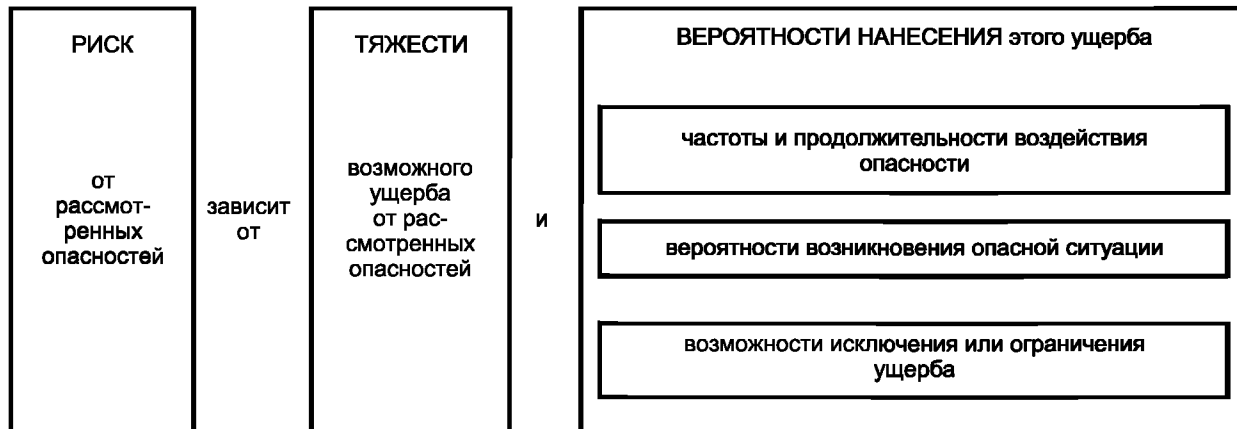 РИСК
от
рассмот-
ренных
опасностей
зависит
от
ТЯЖЕСТИ
возможного
ущерба
от рас-
смотренных
опасностей
и
ВЕРОЯТНОСТИ НАНЕСЕНИЯ этого ущерба
частоты и продолжительности воздействия
опасности
вероятности возникновения опасной ситуации
возможности исключения или ограничения
ущерба